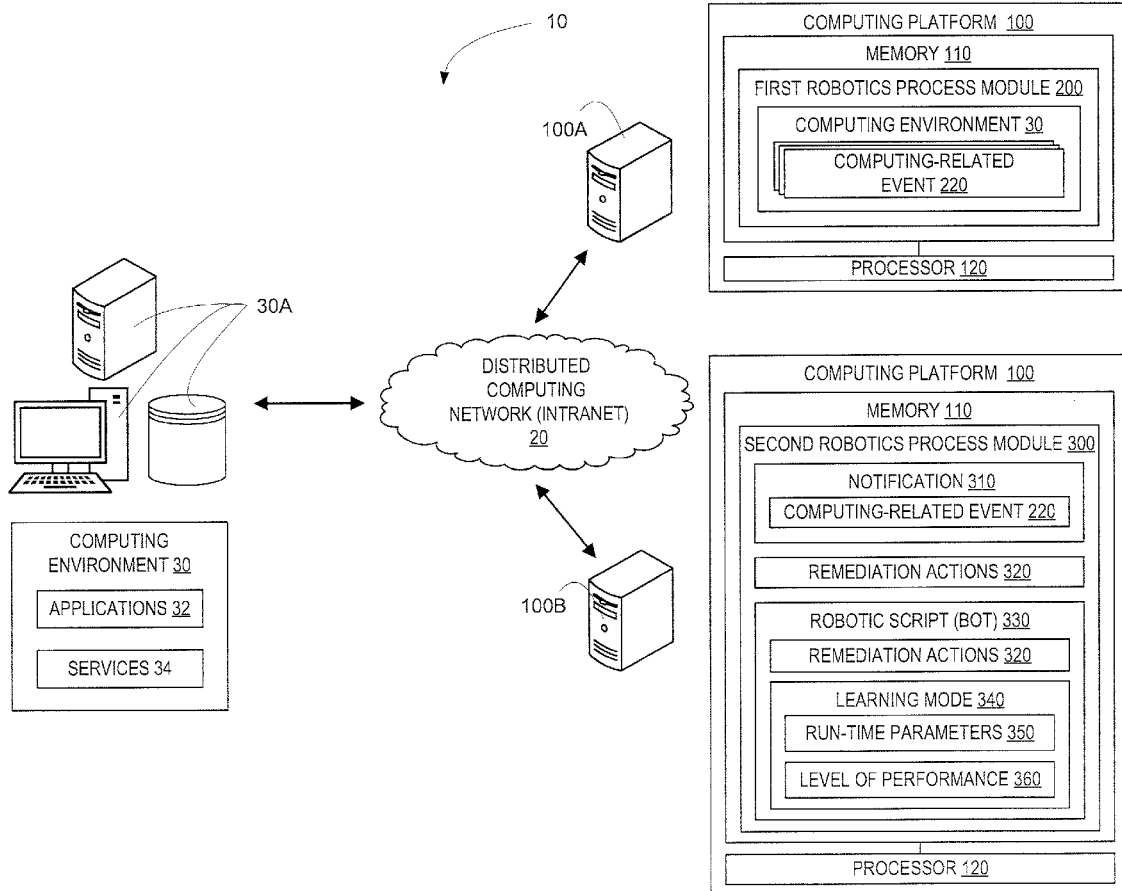 10
COMPUTING PLATFORM 100
MEMORY 110
FIRST ROBOTICS PROCESS MODULE 200
COMPUTING ENVIRONMENT 30
COMPUTING-RELATED
EVENT 220
PROCESSOR 120
100A
30A
DISTRIBUTED
COMPUTING
NETWORK (INTRANET)
20
COMPUTING
ENVIRONMENT 30
APPLICATIONS 32
SERVICES 34
100B
COMPUTING PLATFORM 100
MEMORY 110
SECOND ROBOTICS PROCESS MODULE 300
NOTIFICATION 310
COMPUTING-RELATED EVENT 220
REMEDIATION ACTIONS 320
ROBOTIC SCRIPT (BOT) 330
REMEDIATION ACTIONS 320
LEARNING MODE 340
RUN-TIME PARAMETERS 350
LEVEL OF PERFORMANCE 360
PROCESSOR 120